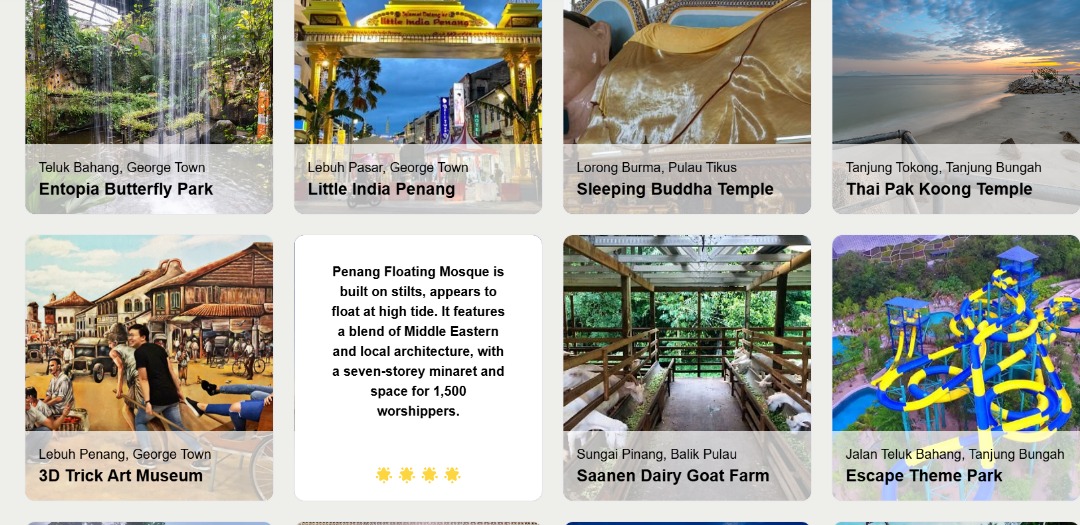 Selamat Datang ke
little India Penang
Teluk Bahang, George Town
Entopia Butterfly Park
Lebuh Pasar, George Town
Little India Penang
Lorong Burma, Pulau Tikus
Sleeping Buddha Temple
Tanjung Tokong, Tanjung Bungah
Thai Pak Koong Temple
Lebuh Penang, George Town
3D Trick Art Museum
Penang Floating Mosque is
built on stilts, appears to
float at high tide. It features
a blend of Middle Eastern
and local architecture, with
a seven-storey minaret and
space for 1,500
worshippers.
Sungai Pinang, Balik Pulau
Saanen Dairy Goat Farm
Jalan Teluk Bahang, Tanjung Bungah
Escape Theme Park